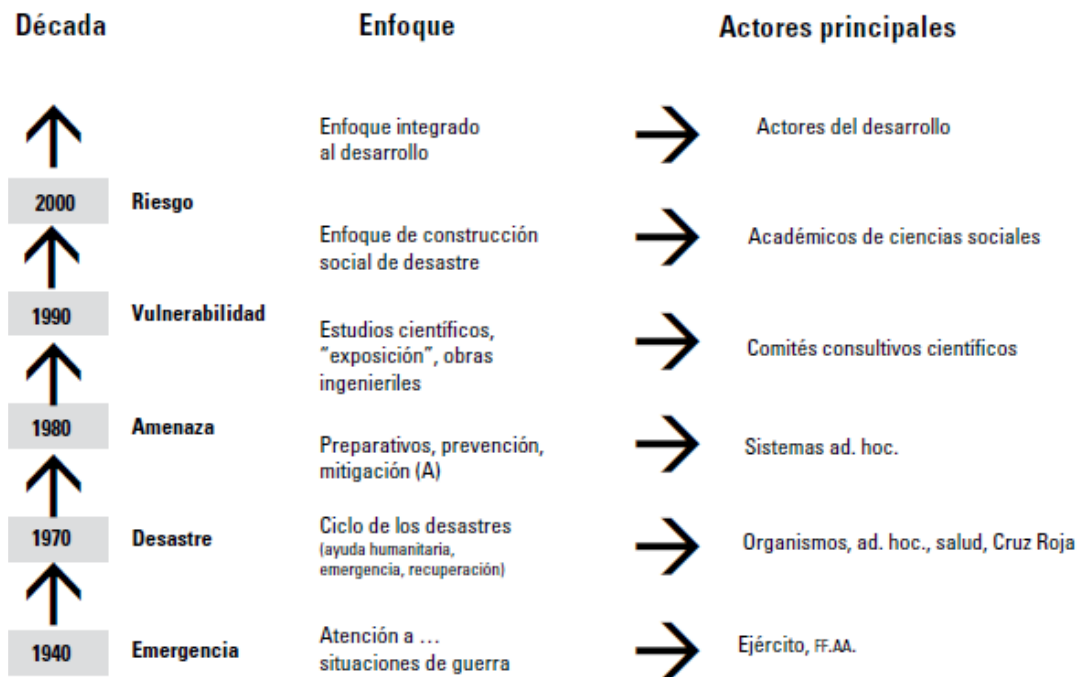 Década Enfoque Actores principales
Enfoque integrado
al desarrollo
Actores del desarrollo
2000 Riesgo
Enfoque de construcción
social de desastre
Académicos de ciencias sociales
1990 Vulnerabilidad
Estudios científicos,
"exposición", obras
ingenieriles
Comités consultivos científicos
1980 Amenaza
Preparativos, prevención,
mitigación (A)
Sistemas ad. hoc.
1970 Desastre
Ciclo de los desastres
(ayuda humanitaria,
emergencia, recuperación)
Organismos, ad. hoc., salud, Cruz Roja
1940 Emergencia
Atención a ...
situaciones de guerra
Ejército, FF.AA.